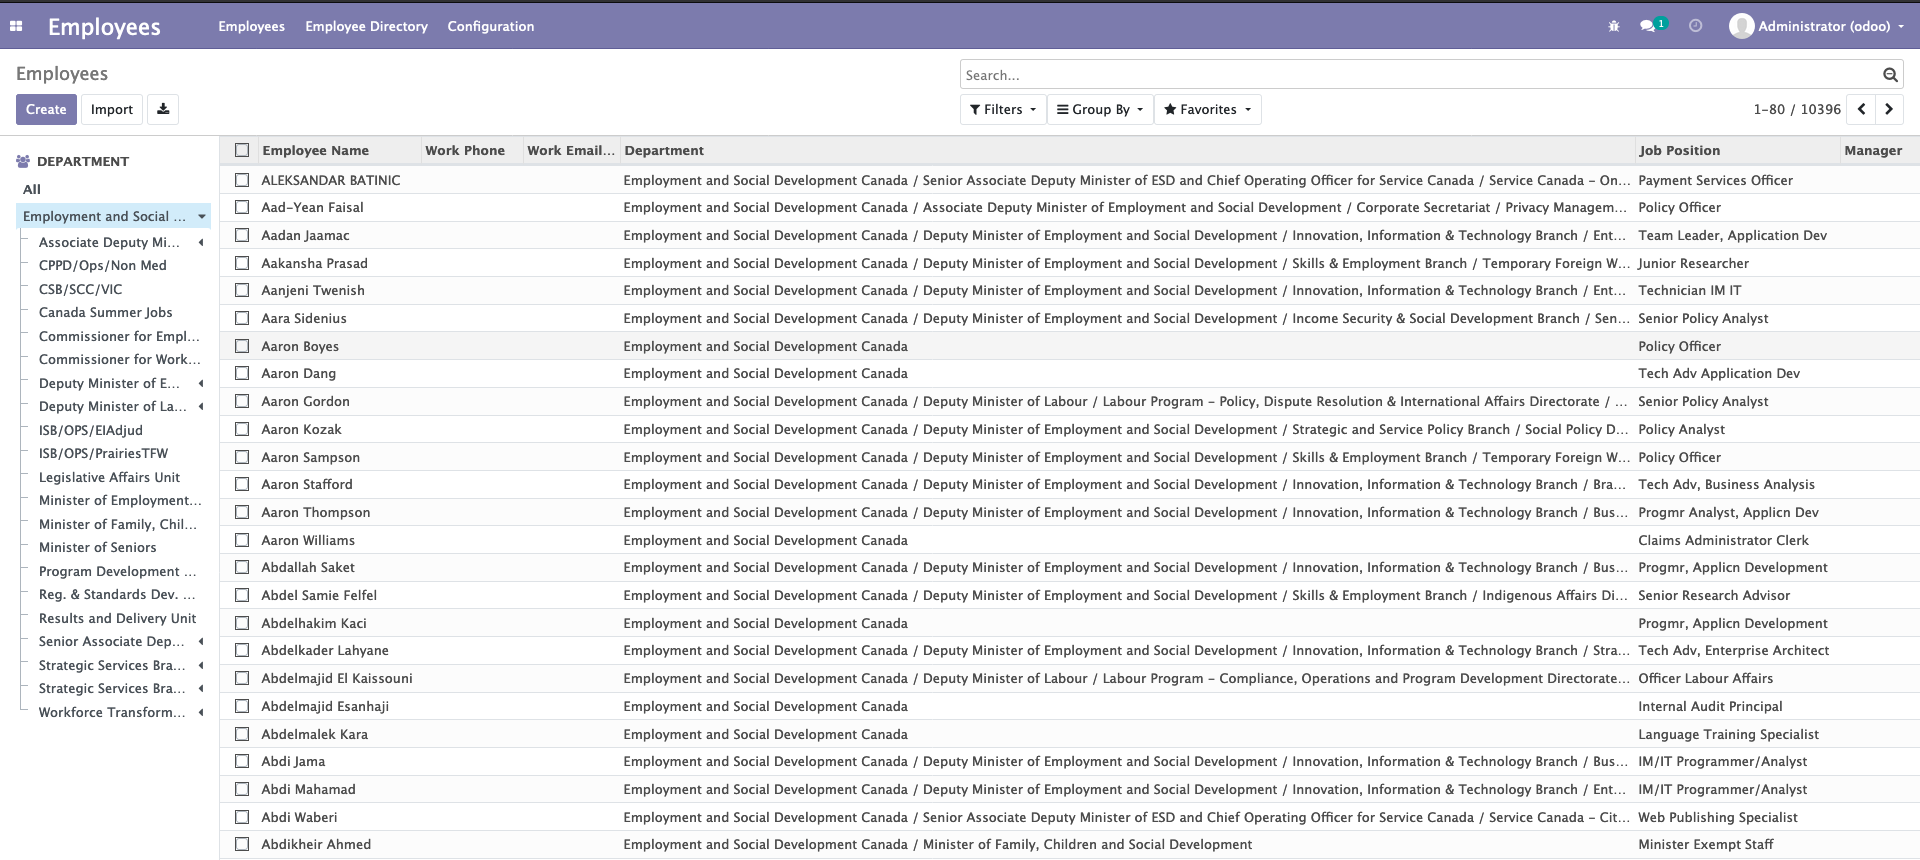 Employees Employees Employee Directory Configuration 1 Administrator (odoo)
Employees
Search...
Create Import Filters Group By Favorites 1-80 / 10396
DEPARTMENT
All
Employment and Social ...
Associate Deputy Mi...
CPPD/Ops/Non Med
CSB/SCC/VIC
Canada Summer Jobs
Commissioner for Empl...
Commissioner for Work...
Deputy Minister of E...
Deputy Minister of La...
ISB/OPS/EIAdjud
ISB/OPS/PrairiesTFW
Legislative Affairs Unit
Minister of Employment...
Minister of Family, Chil...
Minister of Seniors
Program Development ...
Reg. & Standards Dev. ...
Results and Delivery Unit
Senior Associate Dep...
Strategic Services Bra...
Strategic Services Bra...
Workforce Transform...
Employee Name Work Phone Work Email... Department Job Position Manager
ALEKSANDAR BATINIC Employment and Social Development Canada / Senior Associate Deputy Minister of ESD and Chief Operating Officer for Service Canada / Service Canada - On... Payment Services Officer
Aad-Yean Faisal Employment and Social Development Canada / Associate Deputy Minister of Employment and Social Development / Corporate Secretariat / Privacy Managem... Policy Officer
Aadan Jaamac Employment and Social Development Canada / Deputy Minister of Employment and Social Development / Innovation, Information & Technology Branch / Ent... Team Leader, Application Dev
Aakansha Prasad Employment and Social Development Canada / Deputy Minister of Employment and Social Development / Skills & Employment Branch / Temporary Foreign W... Junior Researcher
Aanjeni Twenish Employment and Social Development Canada / Deputy Minister of Employment and Social Development / Innovation, Information & Technology Branch / Ent... Technician IM IT
Aara Sidenius Employment and Social Development Canada / Deputy Minister of Employment and Social Development / Income Security & Social Development Branch / Sen... Senior Policy Analyst
Aaron Boyes Employment and Social Development Canada Policy Officer
Aaron Dang Employment and Social Development Canada Tech Adv Application Dev
Aaron Gordon Employment and Social Development Canada / Deputy Minister of Labour / Labour Program - Policy, Dispute Resolution & International Affairs Directorate / ... Senior Policy Analyst
Aaron Kozak Employment and Social Development Canada / Deputy Minister of Employment and Social Development / Strategic and Service Policy Branch / Social Policy D... Policy Analyst
Aaron Sampson Employment and Social Development Canada / Deputy Minister of Employment and Social Development / Skills & Employment Branch / Temporary Foreign W... Policy Officer
Aaron Stafford Employment and Social Development Canada / Deputy Minister of Employment and Social Development / Innovation, Information & Technology Branch / Bra... Tech Adv, Business Analysis
Aaron Thompson Employment and Social Development Canada / Deputy Minister of Employment and Social Development / Innovation, Information & Technology Branch / Bus... Progmr Analyst, Applicn Dev
Aaron Williams Employment and Social Development Canada Claims Administrator Clerk
Abdallah Saket Employment and Social Development Canada / Deputy Minister of Employment and Social Development / Innovation, Information & Technology Branch / Bus... Progmr, Applicn Development
Abdel Samie Felfel Employment and Social Development Canada / Deputy Minister of Employment and Social Development / Skills & Employment Branch / Indigenous Affairs Di... Senior Research Advisor
Abdelhakim Kaci Employment and Social Development Canada Progmr, Applicn Development
Abdelkader Lahyane Employment and Social Development Canada / Deputy Minister of Employment and Social Development / Innovation, Information & Technology Branch / Stra... Tech Adv, Enterprise Architect
Abdelmajid El Kaissouni Employment and Social Development Canada / Deputy Minister of Labour / Labour Program - Compliance, Operations and Program Development Directorate... Officer Labour Affairs
Abdelmajid Esanhaji Employment and Social Development Canada Internal Audit Principal
Abdelmalek Kara Employment and Social Development Canada Language Training Specialist
Abdi Jama Employment and Social Development Canada / Deputy Minister of Employment and Social Development / Innovation, Information & Technology Branch / Bus... IM/IT Programmer/Analyst
Abdi Mahamad Employment and Social Development Canada / Deputy Minister of Employment and Social Development / Innovation, Information & Technology Branch / Ent... IM/IT Programmer/Analyst
Abdi Waberi Employment and Social Development Canada / Senior Associate Deputy Minister of ESD and Chief Operating Officer for Service Canada / Service Canada - Cit... Web Publishing Specialist
Abdikheir Ahmed Employment and Social Development Canada / Minister of Family, Children and Social Development Minister Exempt Staff